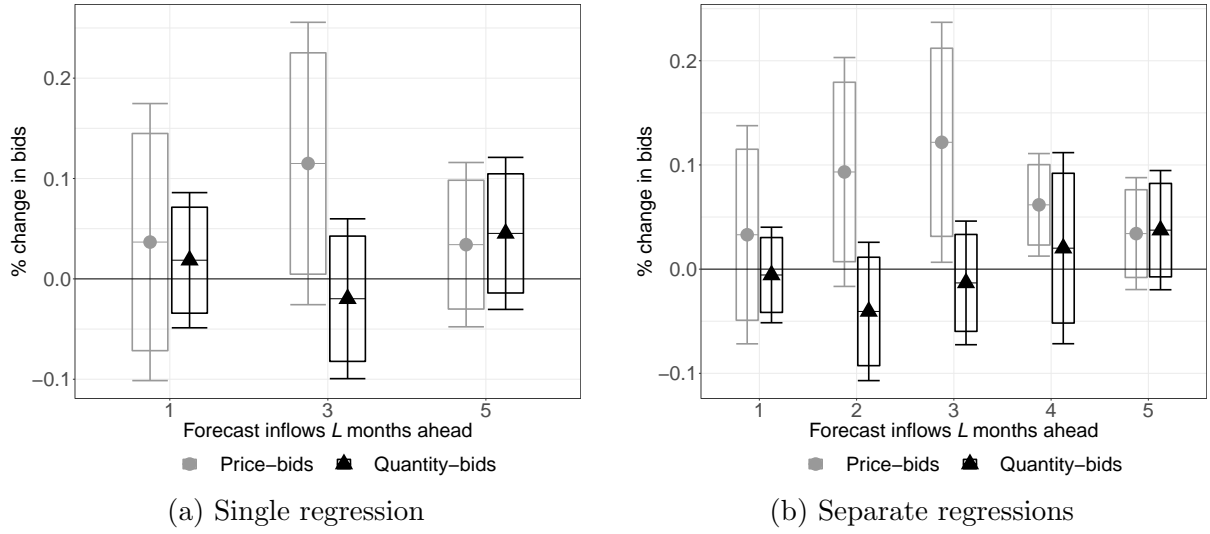 % change in bids
0.2
0.1
0.0
−0.1
1 3 5
Forecast inflows L months ahead
Price−bids Quantity−bids
(a) Single regression
% change in bids
0.2
0.1
0.0
−0.1
1 2 3 4 5
Forecast inflows L months ahead
Price−bids Quantity−bids
(b) Separate regressions